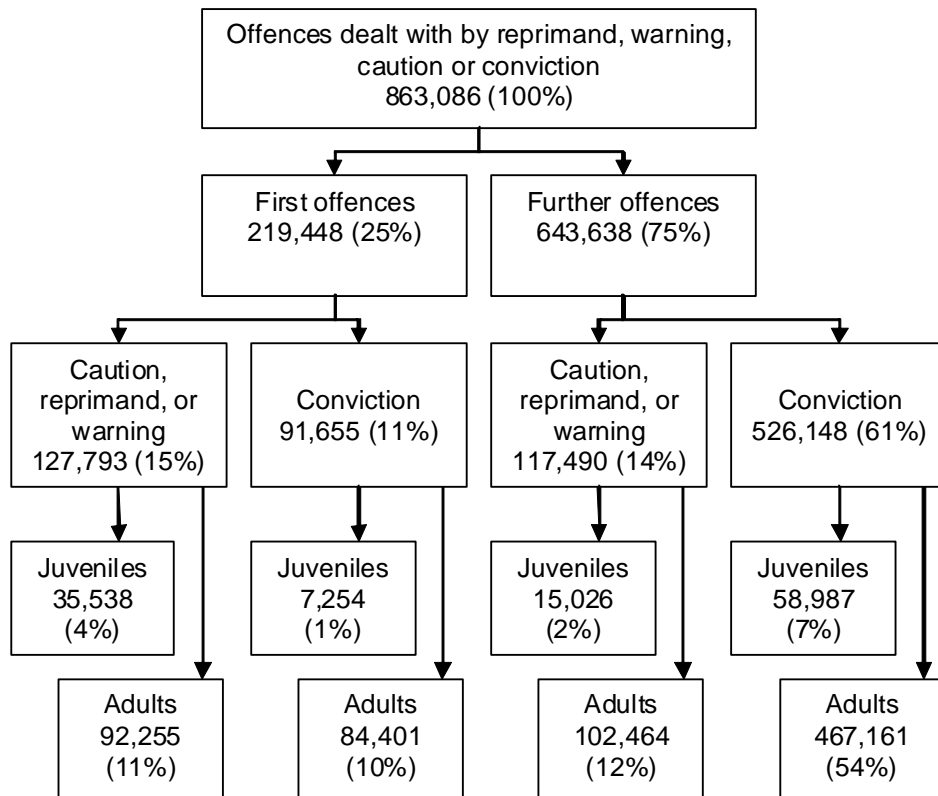 Offences dealt with by reprimand, warning,
caution or conviction
863,086 (100%)
First offences
219,448 (25%)
Further offences
643,638 (75%)
Caution,
reprimand, or
warning
127,793 (15%)
Conviction
91,655 (11%)
Caution,
reprimand, or
warning
117,490 (14%)
Conviction
526,148 (61%)
Juveniles
35,538
(4%)
Juveniles
7,254
(1%)
Juveniles
15,026
(2%)
Juveniles
58,987
(7%)
Adults
92,255
(11%)
Adults
84,401
(10%)
Adults
102,464
(12%)
Adults
467,161
(54%)